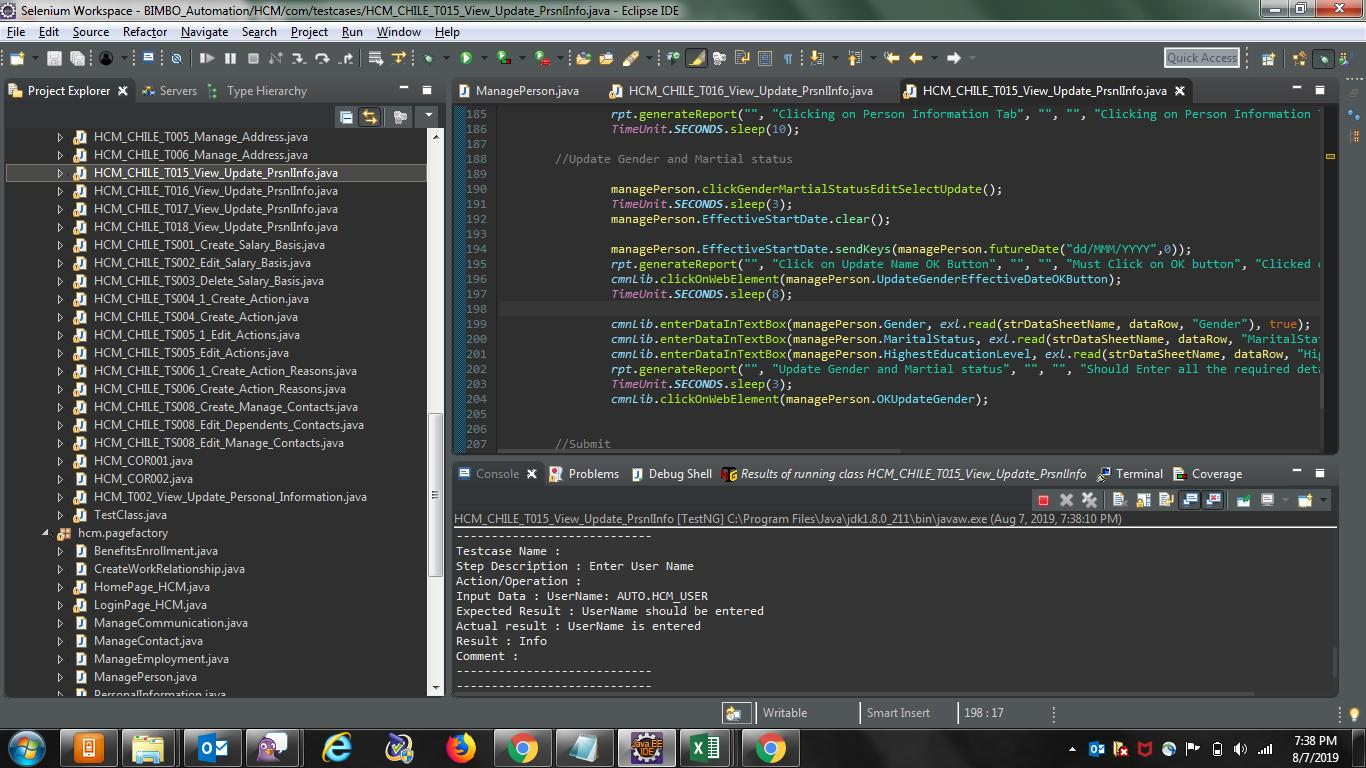 Selenium Workspace - BIMBO_Automation/HCM/com/testcases/HCM_CHILE_T015_View_Update_PrsnlInfo.java - Eclipse IDE
File Edit Source Refactor Navigate Search Project Run Window Help
Quick Access
Project Explorer Servers Type Hierarchy
HCM_CHILE_T005_Manage_Address.java
HCM_CHILE_T006_Manage_Address.java
HCM_CHILE_T015_View_Update_PrsnlInfo.java
HCM_CHILE_T016_View_Update_PrsnlInfo.java
HCM_CHILE_T017_View_Update_PrsnlInfo.java
HCM_CHILE_T018_View_Update_PrsnlInfo.java
HCM_CHILE_TS001_Create_Salary_Basis.java
HCM_CHILE_TS002_Edit_Salary_Basis.java
HCM_CHILE_TS003_Delete_Salary_Basis.java
HCM_CHILE_TS004_1_Create_Action.java
HCM_CHILE_TS004_Create_Action.java
HCM_CHILE_TS005_1_Edit_Actions.java
HCM_CHILE_TS005_Edit_Actions.java
HCM_CHILE_TS006_1_Create_Action_Reasons.java
HCM_CHILE_TS006_Create_Action_Reasons.java
HCM_CHILE_TS008_Create_Manage_Contacts.java
HCM_CHILE_TS008_Edit_Dependents_Contacts.java
HCM_CHILE_TS008_Edit_Manage_Contacts.java
HCM_COR001.java
HCM_COR002.java
HCM_T002_View_Update_Personal_Information.java
TestClass.java
hcm.pagefactory
BenefitsEnrollment.java
CreateWorkRelationship.java
HomePage_HCM.java
LoginPage_HCM.java
ManageCommunication.java
ManageContact.java
ManageEmployment.java
ManagePerson.java
PersonalInformation.java
ManagePerson.java HCM_CHILE_T016_View_Update_PrsnlInfo.java HCM_CHILE_T015_View_Update_PrsnlInfo.java
185 rpt.generateReport("", "Clicking on Person Information Tab", "", "", "Clicking on Person Information
186 TimeUnit.SECONDS.sleep(10);
187
188 //Update Gender and Martial status
189
190 managePerson.clickGenderMartialStatusEditSelectUpdate();
191 TimeUnit.SECONDS.sleep(3);
192 managePerson.EffectiveStartDate.clear();
193
194 managePerson.EffectiveStartDate.sendKeys(managePerson.futureDate("dd/MMM/YYYY",0));
195 rpt.generateReport("", "Click on Update Name OK Button", "", "", "Must Click on OK button", "Clicked
196 cmnLib.clickOnWebElement(managePerson.UpdateGenderEffectiveDateOKButton);
197 TimeUnit.SECONDS.sleep(8);
198
199 cmnLib.enterDataInTextBox(managePerson.Gender, exl.read(strDataSheetName, dataRow, "Gender"), true);
200 cmnLib.enterDataInTextBox(managePerson.MaritalStatus, exl.read(strDataSheetName, dataRow, "MaritalSta
201 cmnLib.enterDataInTextBox(managePerson.HighestEducationLevel, exl.read(strDataSheetName, dataRow, "Hig
202 rpt.generateReport("", "Update Gender and Martial status", "", "", "Should Enter all the required deta
203 TimeUnit.SECONDS.sleep(3);
204 cmnLib.clickOnWebElement(managePerson.OKUpdateGender);
205
206
207 //Submit
Console Problems Debug Shell Results of running class HCM_CHILE_T015_View_Update_PrsnlInfo Terminal Coverage
HCM_CHILE_T015_View_Update_PrsnlInfo [TestNG] C:\Program Files\Java\jdk1.8.0_211\bin\javaw.exe (Aug 7, 2019, 7:38:10 PM)
----------------------------
Testcase Name :
Step Description : Enter User Name
Action/Operation :
Input Data : UserName: AUTO.HCM_USER
Expected Result : UserName should be entered
Actual result : UserName is entered
Result : Info
Comment :
----------------------------
----------------------------
Writable Smart Insert 198 : 17
Java EE IDE
7:38 PM
8/7/2019